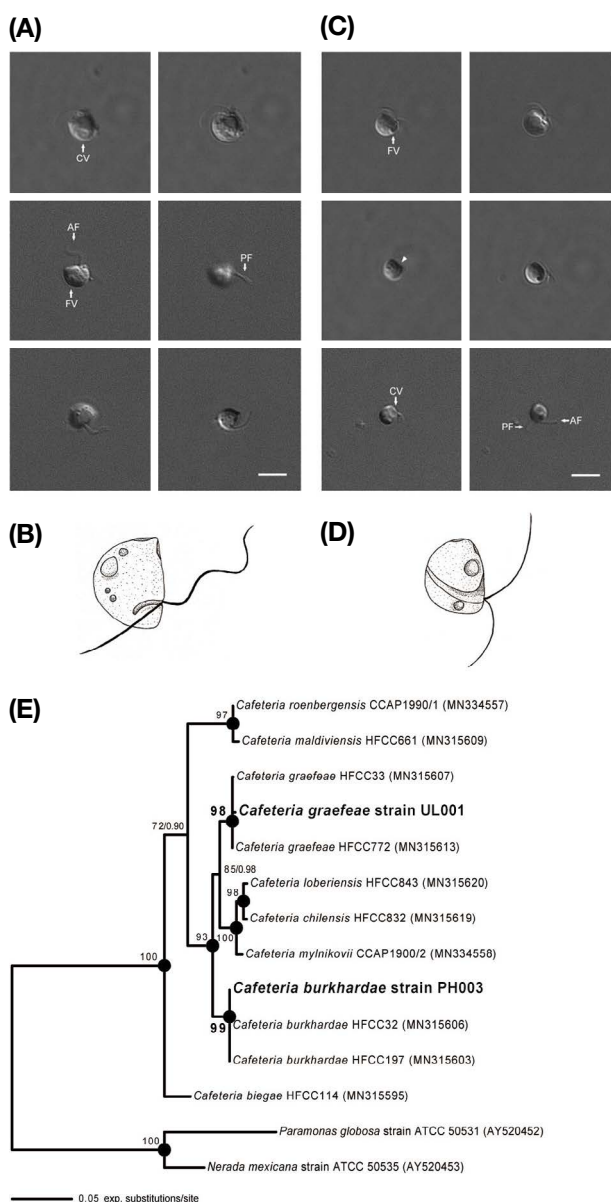 (A)
(C)
CV
FV
AF
PF
FV
CV
PF
AF
(B)
(D)
(E)
97
Cafeteria roenbergensis CCAP1990/1 (MN334557)
Cafeteria maldiviensis HFCC661 (MN315609)
Cafeteria graefeae HFCC33 (MN315607)
98
Cafeteria graefeae strain UL001
72/0.90
Cafeteria graefeae HFCC772 (MN315613)
85/0.98
98
Cafeteria loberiensis HFCC843 (MN315620)
Cafeteria chilensis HFCC832 (MN315619)
93
100
Cafeteria mylnikovii CCAP1900/2 (MN334558)
100
Cafeteria burkhardae strain PH003
99
Cafeteria burkhardae HFCC32 (MN315606)
Cafeteria burkhardae HFCC197 (MN315603)
Cafeteria biegae HFCC114 (MN315595)
100
Paramonas globosa strain ATCC 50531 (AY520452)
Nerada mexicana strain ATCC 50535 (AY520453)
0.05 exp. substitutions/site